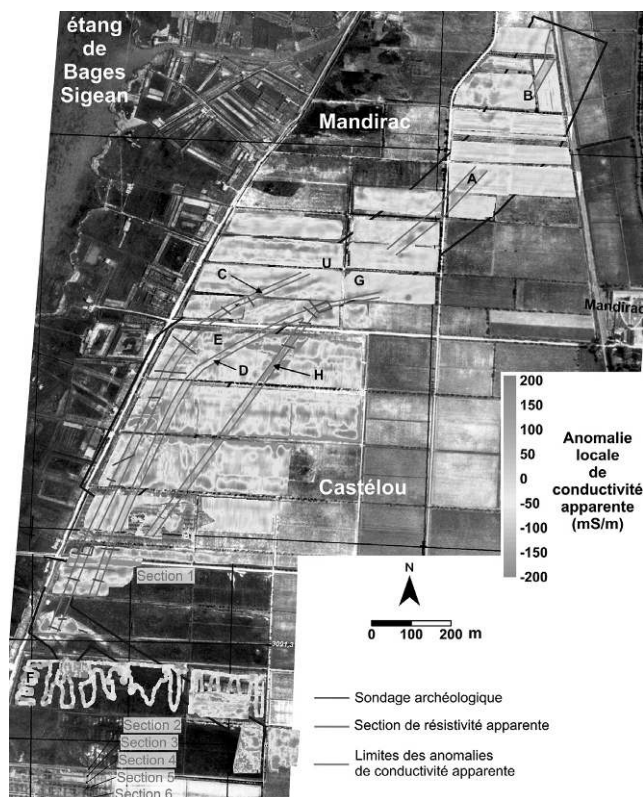 étang
de
Bages
Sigean
Mandirac
B
A
U
C
G
Mandirac
E
D
H
200
150
100
50
0
-50
-100
-150
-200
Anomalie
locale
de
conductivité
apparente
(mS/m)
Castélou
Section 1
N
0 100 200 m
F
Sondage archéologique
Section de résistivité apparente
Limites des anomalies
de conductivité apparente
Section 2
Section 3
Section 4
Section 5
Section 6